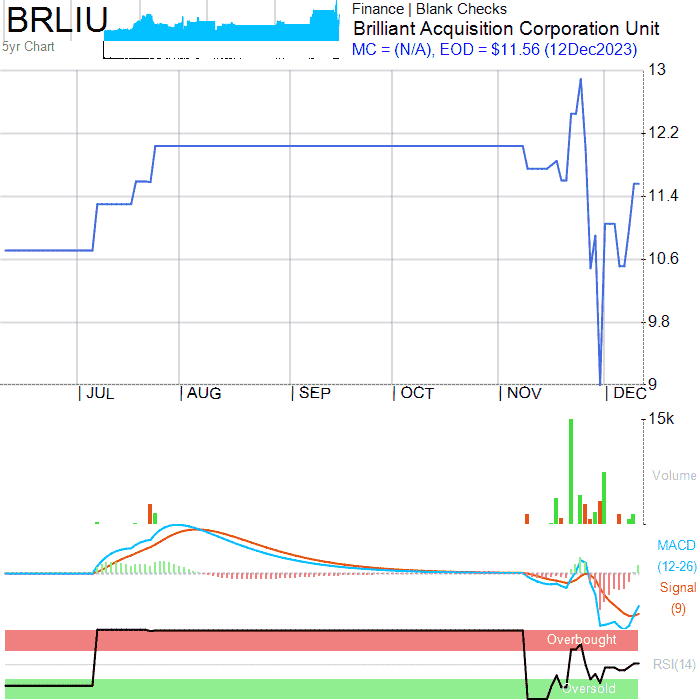 BRLIU
Finance | Blank Checks
Brilliant Acquisition Corporation Unit
5yr Chart
MC = (N/A), EOD = $11.56 (12Dec2023)
13
12.2
11.4
10.6
9.8
9
| JUL | AUG | SEP | OCT | NOV | DEC
15k
Volume
MACD
(12-26)
Signal
(9)
Overbought
RSI(14)
Oversold